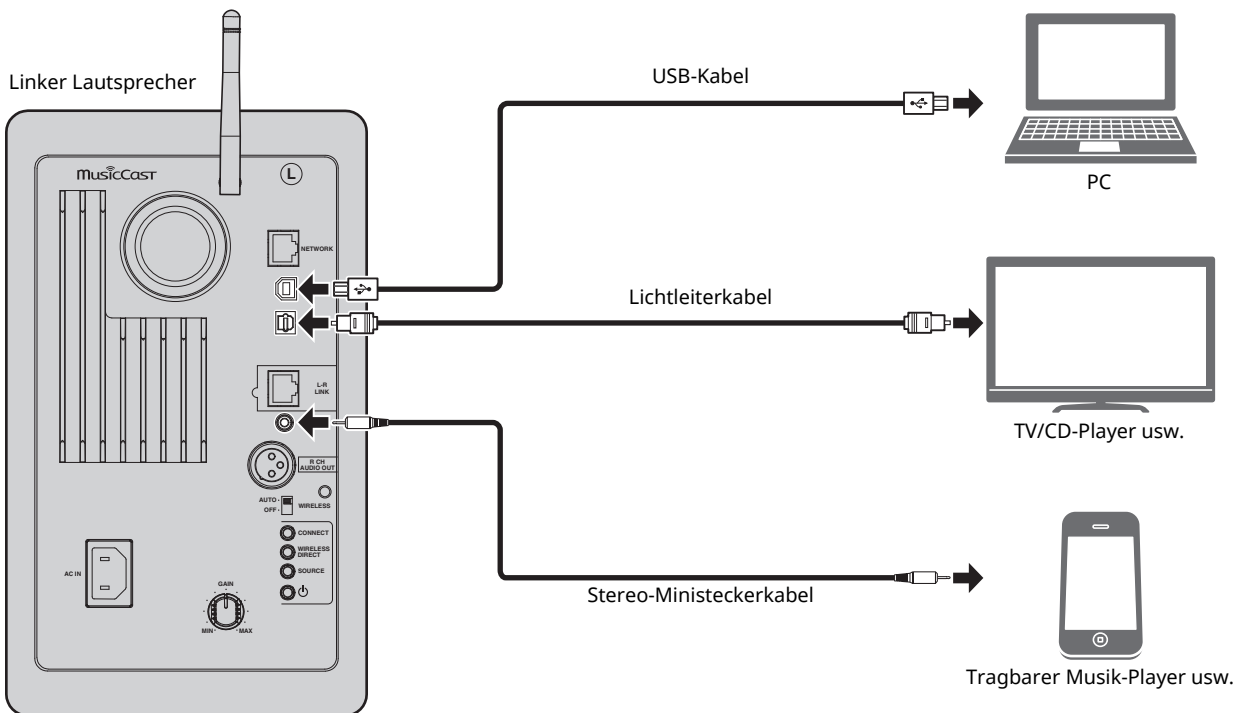 Linker Lautsprecher
USB-Kabel
PC
MusicCast
L
NETWORK
Lichtleiterkabel
TV/CD-Player usw.
L-R
LINK
R CH
AUDIO OUT
AUTO
OFF
WIRELESS
CONNECT
WIRELESS
DIRECT
SOURCE
AC IN
GAIN
MIN
MAX
Stereo-Ministeckerkabel
Tragbarer Musik-Player usw.